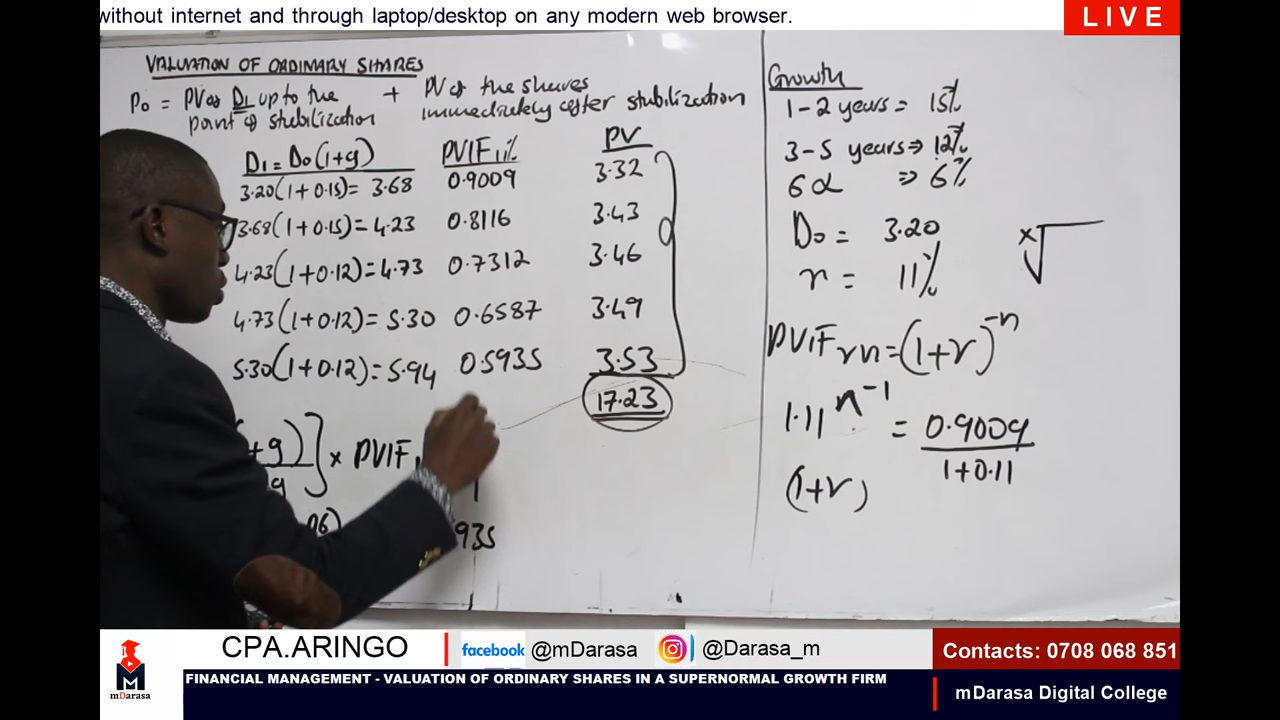 without internet and through laptop/desktop on any modern web browser.
LIVE
VALUATION OF ORDINARY SHARES
P0 = PV of D1 up to the point of stabilization + PV of the shares immediately after stabilization
D1 = D0(1+g) PVIF11% PV
3.20(1+0.15) = 3.68 0.9009 3.32
3.68(1+0.15) = 4.23 0.8116 3.43
4.23(1+0.12) = 4.73 0.7312 3.46
4.73(1+0.12) = 5.30 0.6587 3.49
5.30(1+0.12) = 5.94 0.5935 3.53
17.23
+g)] × PVIF
g
06)
935
Growth
1-2 years = 15%
3-5 years ⇒ 12%
6 α ⇒ 6%
D0 = 3.20
r = 11%
x√
PVIFrn = (1+r)^-n
1.11 n^-1 = 0.9009
1+0.11
(1+r)
CPA.ARINGO
facebook @mDarasa
@Darasa_m
Contacts: 0708 068 851
mDarasa
FINANCIAL MANAGEMENT - VALUATION OF ORDINARY SHARES IN A SUPERNORMAL GROWTH FIRM
mDarasa Digital College